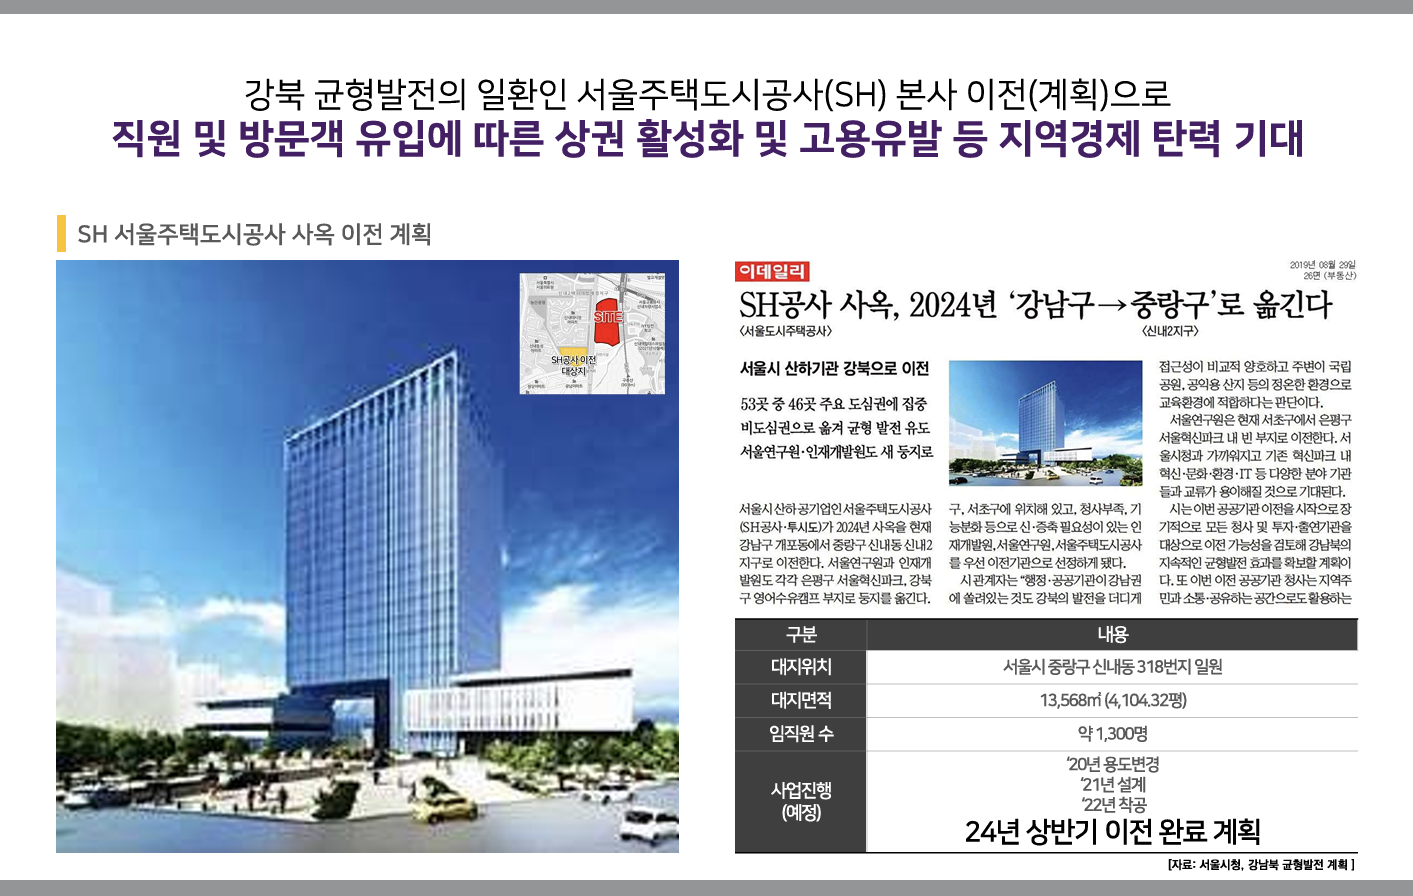 강북 균형발전의 일환인 서울주택도시공사(SH) 본사 이전(계획)으로
직원 및 방문객 유입에 따른 상권 활성화 및 고용유발 등 지역경제 탄력 기대
SH 서울주택도시공사 사옥 이전 계획
SITE
SH공사 이전
대상지
이데일리
2019년 08월 29일
26면 (부동산)
SH공사 사옥, 2024년 ‘강남구→중랑구’로 옮긴다
<서울도시주택공사>
<신내2지구>
서울시 산하기관 강북으로 이전
53곳 중 46곳 주요 도심권에 집중
비도심권으로 옮겨 균형 발전 유도
서울연구원·인재개발원도 새 둥지로
서울시 산하 공기업인 서울주택도시공사
(SH공사·투시도)가 2024년 사옥을 현재
강남구 개포동에서 중랑구 신내동 신내2
지구로 이전한다. 서울연구원과 인재개
발원도 각각 은평구 서울혁신파크, 강북
구 영어수유캠프 부지로 둥지를 옮긴다.
구, 서초구에 위치해 있고, 청사부족, 기
능분화 등으로 신·증축 필요성이 있는 인
재개발원, 서울연구원, 서울주택도시공사
를 우선 이전기관으로 선정하게 됐다.
시 관계자는 “행정·공공기관이 강남권
에 쏠려있는 것도 강북의 발전을 더디게
접근성이 비교적 양호하고 주변이 국립
공원, 공익용 산지 등의 정온한 환경으로
교육환경에 적합하다는 판단이다.
서울연구원은 현재 서초구에서 은평구
서울혁신파크 내 빈 부지로 이전한다. 서
울시청과 가까워지고 기존 혁신파크 내
혁신·문화·환경·IT 등 다양한 분야 기관
들과 교류가 용이해질 것으로 기대된다.
시는 이번 공공기관 이전을 시작으로 장
기적으로 모든 청사 및 투자·출연기관을
대상으로 이전 가능성을 검토해 강남북의
지속적인 균형발전 효과를 확보할 계획이
다. 또 이번 이전 공공기관 청사는 지역주
민과 소통·공유하는 공간으로도 활용하는
구분 내용
대지위치 서울시 중랑구 신내동 318번지 일원
대지면적 13,568㎡ (4,104.32평)
임직원 수 약 1,300명
사업진행
(예정)
‘20년 용도변경
‘21년 설계
‘22년 착공
24년 상반기 이전 완료 계획
[자료: 서울시청, 강남북 균형발전 계획 ]